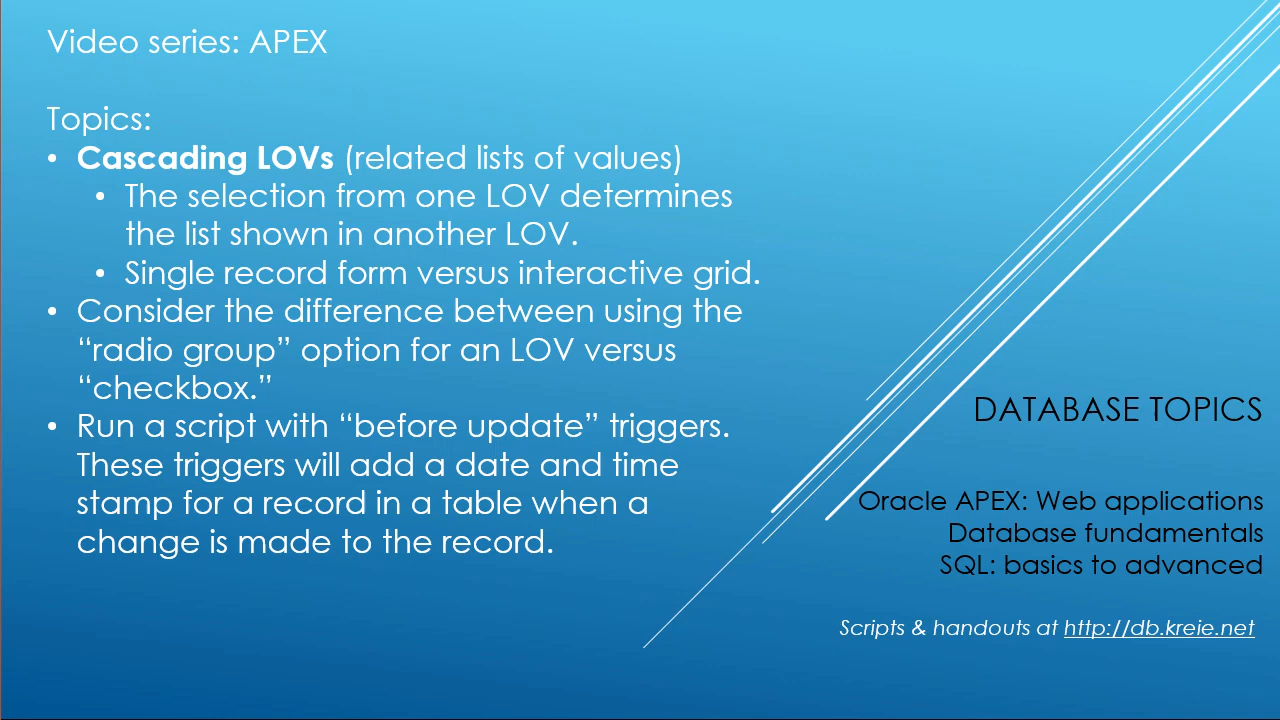 Video series: APEX
Topics:
• Cascading LOVs (related lists of values)
• The selection from one LOV determines
the list shown in another LOV.
• Single record form versus interactive grid.
• Consider the difference between using the
“radio group” option for an LOV versus
“checkbox.”
• Run a script with “before update” triggers.
These triggers will add a date and time
stamp for a record in a table when a
change is made to the record.
DATABASE TOPICS
Oracle APEX: Web applications
Database fundamentals
SQL: basics to advanced
Scripts & handouts at http://db.kreie.net